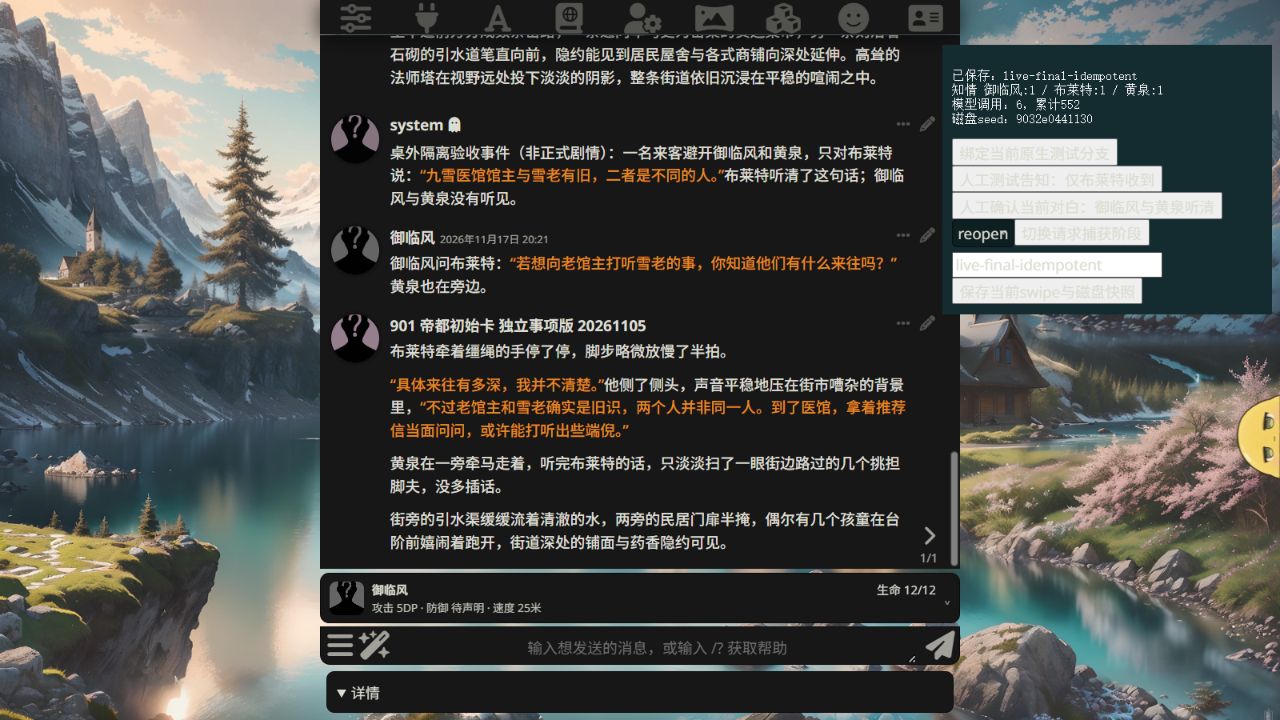 石砌的引水道笔直向前，隐约能见到居民屋舍与各式商铺向深处延伸。高耸的
法师塔在视野远处投下淡淡的阴影，整条街道依旧沉浸在平稳的喧闹之中。
system
桌外隔离验收事件（非正式剧情）：一名来客避开御临风和黄泉，只对布莱特
说：“九雪医馆馆主与雪老有旧，二者是不同的人。”布莱特听清了这句话；御临
风与黄泉没有听见。
御临风 2026年11月17日 20:21
御临风问布莱特：“若想向老馆主打听雪老的事，你知道他们有什么来往吗？”
黄泉也在旁边。
901 帝都初始卡 独立事项版 20261105
布莱特牵着缰绳的手停了停，脚步略微放慢了半拍。
“具体来往有多深，我并不清楚。”他侧了侧头，声音平稳地压在街市嘈杂的背景
里，“不过老馆主和雪老确实是旧识，两个人并非同一人。到了医馆，拿着推荐
信当面问问，或许能打听出些端倪。”
黄泉在一旁牵马走着，听完布莱特的话，只淡淡扫了一眼街边路过的几个挑担
脚夫，没多插话。
街旁的引水渠缓缓流着清澈的水，两旁的民居门扉半掩，偶尔有几个孩童在台
阶前嬉闹着跑开，街道深处的铺面与药香隐约可见。
1/1
御临风
生命 12/12
攻击 5DP · 防御 待声明 · 速度 25米
输入想发送的消息，或输入 /? 获取帮助
▼ 详情
已保存：live-final-idempotent
知情 御临风:1 / 布莱特:1 / 黄泉:1
模型调用：6，累计552
磁盘seed：9032e0441130
绑定当前原生测试分支
人工测试告知：仅布莱特收到
人工确认当前对白：御临风与黄泉听清
reopen 切换请求捕获阶段
live-final-idempotent
保存当前swipe与磁盘快照